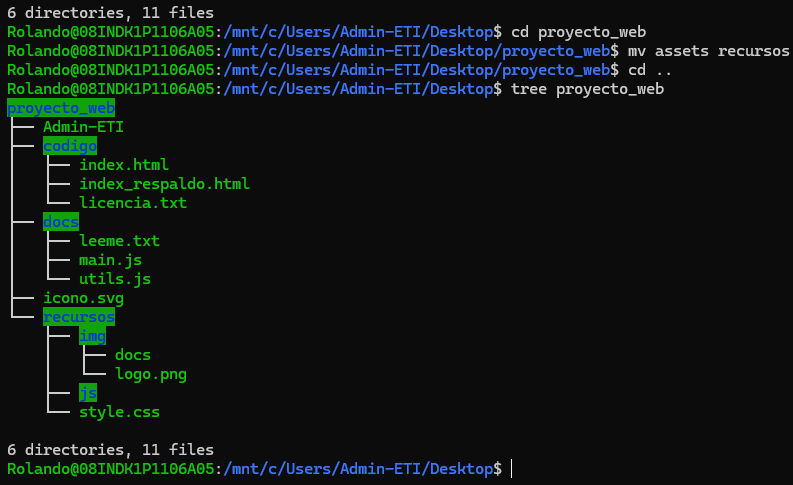 6 directories, 11 files
Rolando@08INDK1P1106A05:/mnt/c/Users/Admin-ETI/Desktop$ cd proyecto_web
Rolando@08INDK1P1106A05:/mnt/c/Users/Admin-ETI/Desktop/proyecto_web$ mv assets recursos
Rolando@08INDK1P1106A05:/mnt/c/Users/Admin-ETI/Desktop/proyecto_web$ cd ..
Rolando@08INDK1P1106A05:/mnt/c/Users/Admin-ETI/Desktop$ tree proyecto_web
proyecto_web
├── Admin-ETI
├── codigo
│   ├── index.html
│   ├── index_respaldo.html
│   └── licencia.txt
├── docs
│   ├── leeme.txt
│   ├── main.js
│   └── utils.js
├── icono.svg
└── recursos
    ├── img
    │   ├── docs
    │   └── logo.png
    ├── js
    └── style.css
6 directories, 11 files
Rolando@08INDK1P1106A05:/mnt/c/Users/Admin-ETI/Desktop$